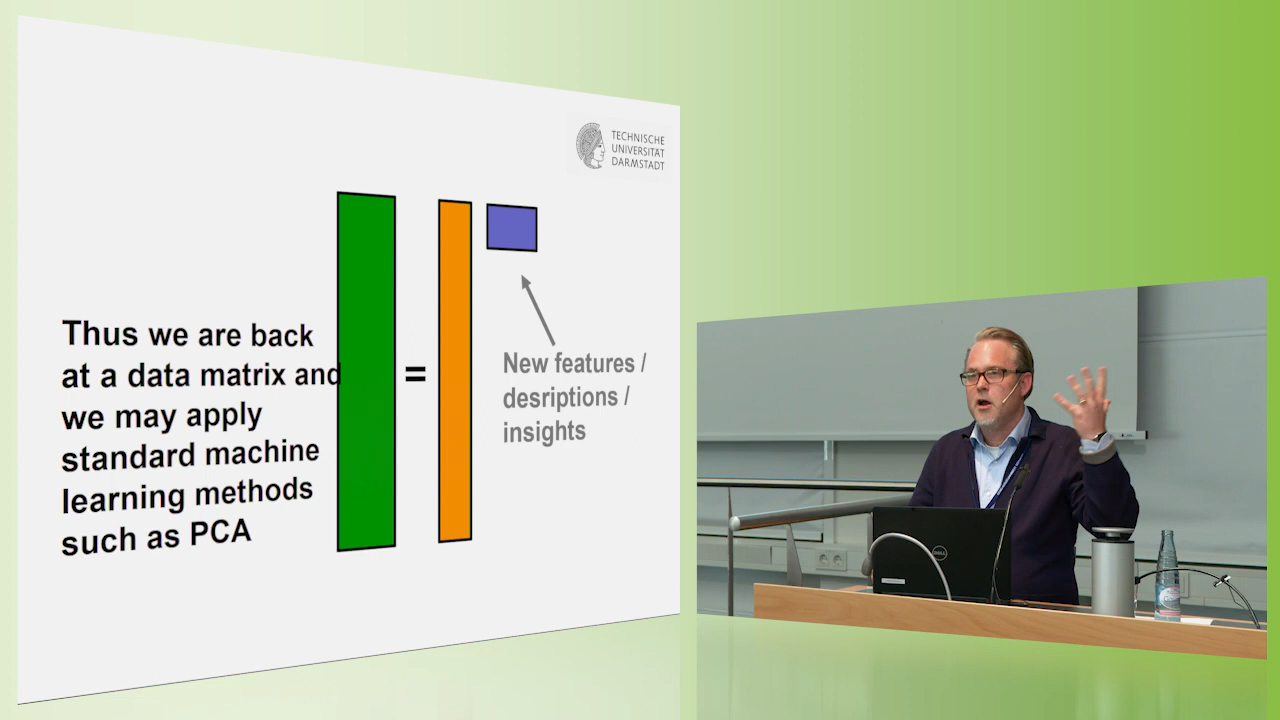 TECHNISCHE
UNIVERSITÄT
DARMSTADT
Thus we are back
at a data matrix and
we may apply
standard machine
learning methods
such as PCA
=
New features /
desriptions /
insights
DELL